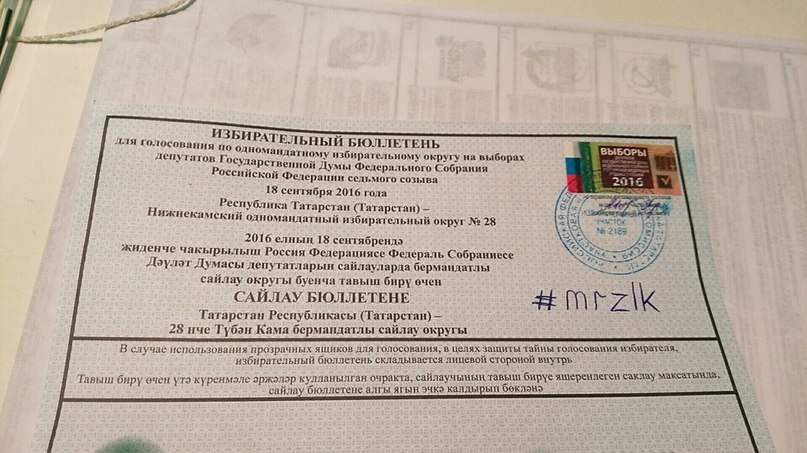 ИЗБИРАТЕЛЬНЫЙ БЮЛЛЕТЕНЬ
для голосования по одномандатному избирательному округу на выборах
депутатов Государственной Думы Федерального Собрания
Российской Федерации седьмого созыва
18 сентября 2016 года
Республика Татарстан (Татарстан) –
Нижнекамский одномандатный избирательный округ № 28
2016 елның 18 сентябрендә
җиденче чакырылыш Россия Федерациясе Федераль Собраниесе
Дәүләт Думасы депутатларын сайлауларда бермандатлы
сайлау округы буенча тавыш бирү өчен
САЙЛАУ БЮЛЛЕТЕНЕ
Татарстан Республикасы (Татарстан) –
28 нче Түбән Кама бермандатлы сайлау округы
ВЫБОРЫ
2016
УЧАСТОК
№ 2189
#mrzlk
В случае использования прозрачных ящиков для голосования, в целях защиты тайны голосования избирателя,
избирательный бюллетень складывается лицевой стороной внутрь
Тавыш бирү өчен үтә күренмәле әрҗәләр кулланылган очракта, сайлаучының тавыш бирүе яшеренлеген саклау максатында,
сайлау бюллетене алгы ягын эчкә калдырып бөкләнә